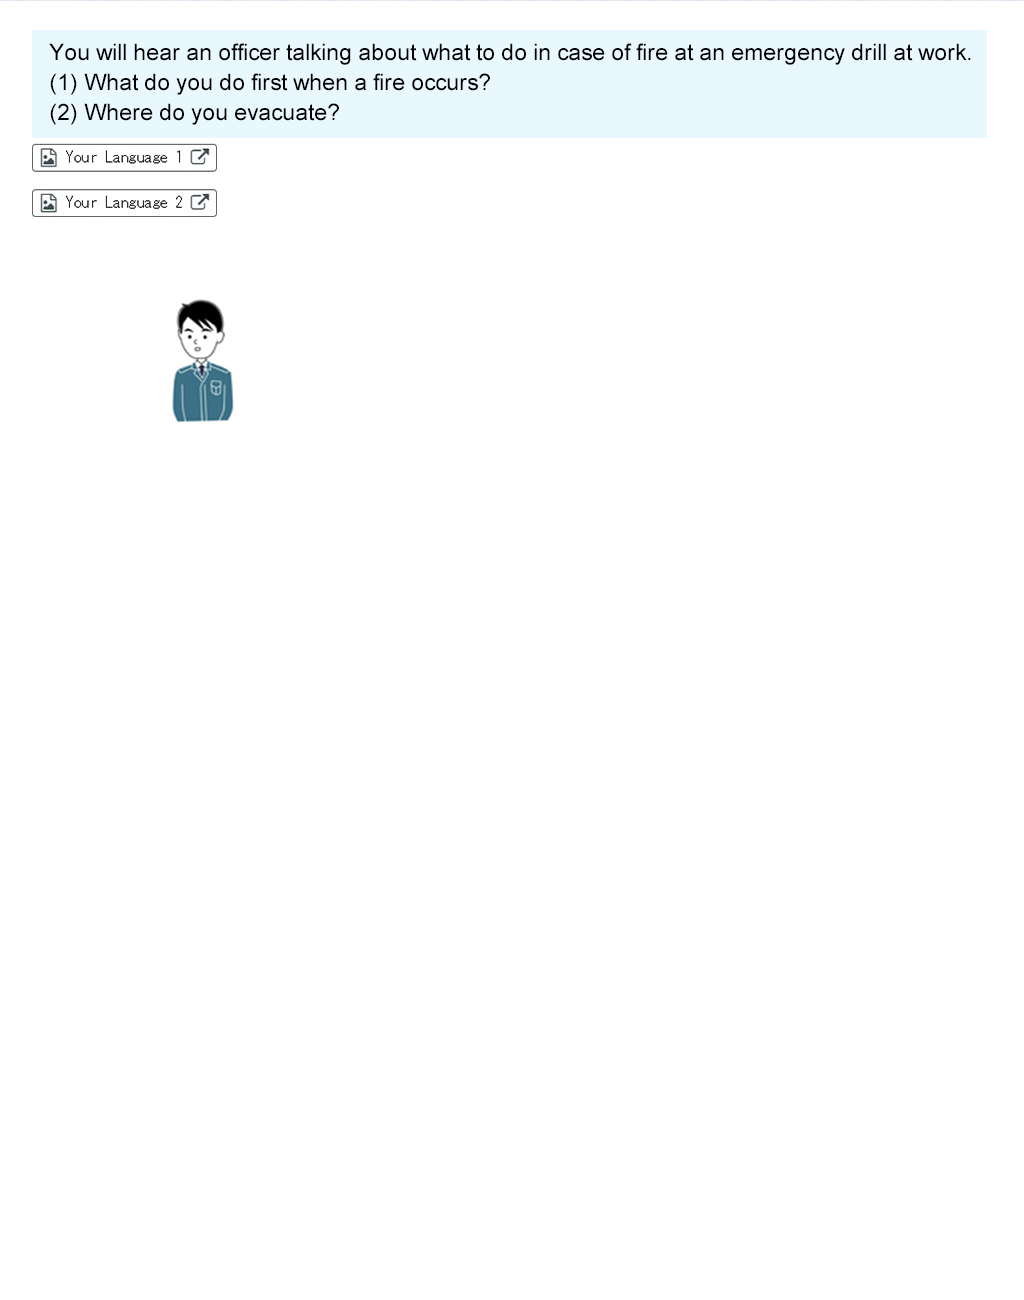 You will hear an officer talking about what to do in case of fire at an emergency drill at work.
(1) What do you do first when a fire occurs?
(2) Where do you evacuate?
Your Language 1
Your Language 2